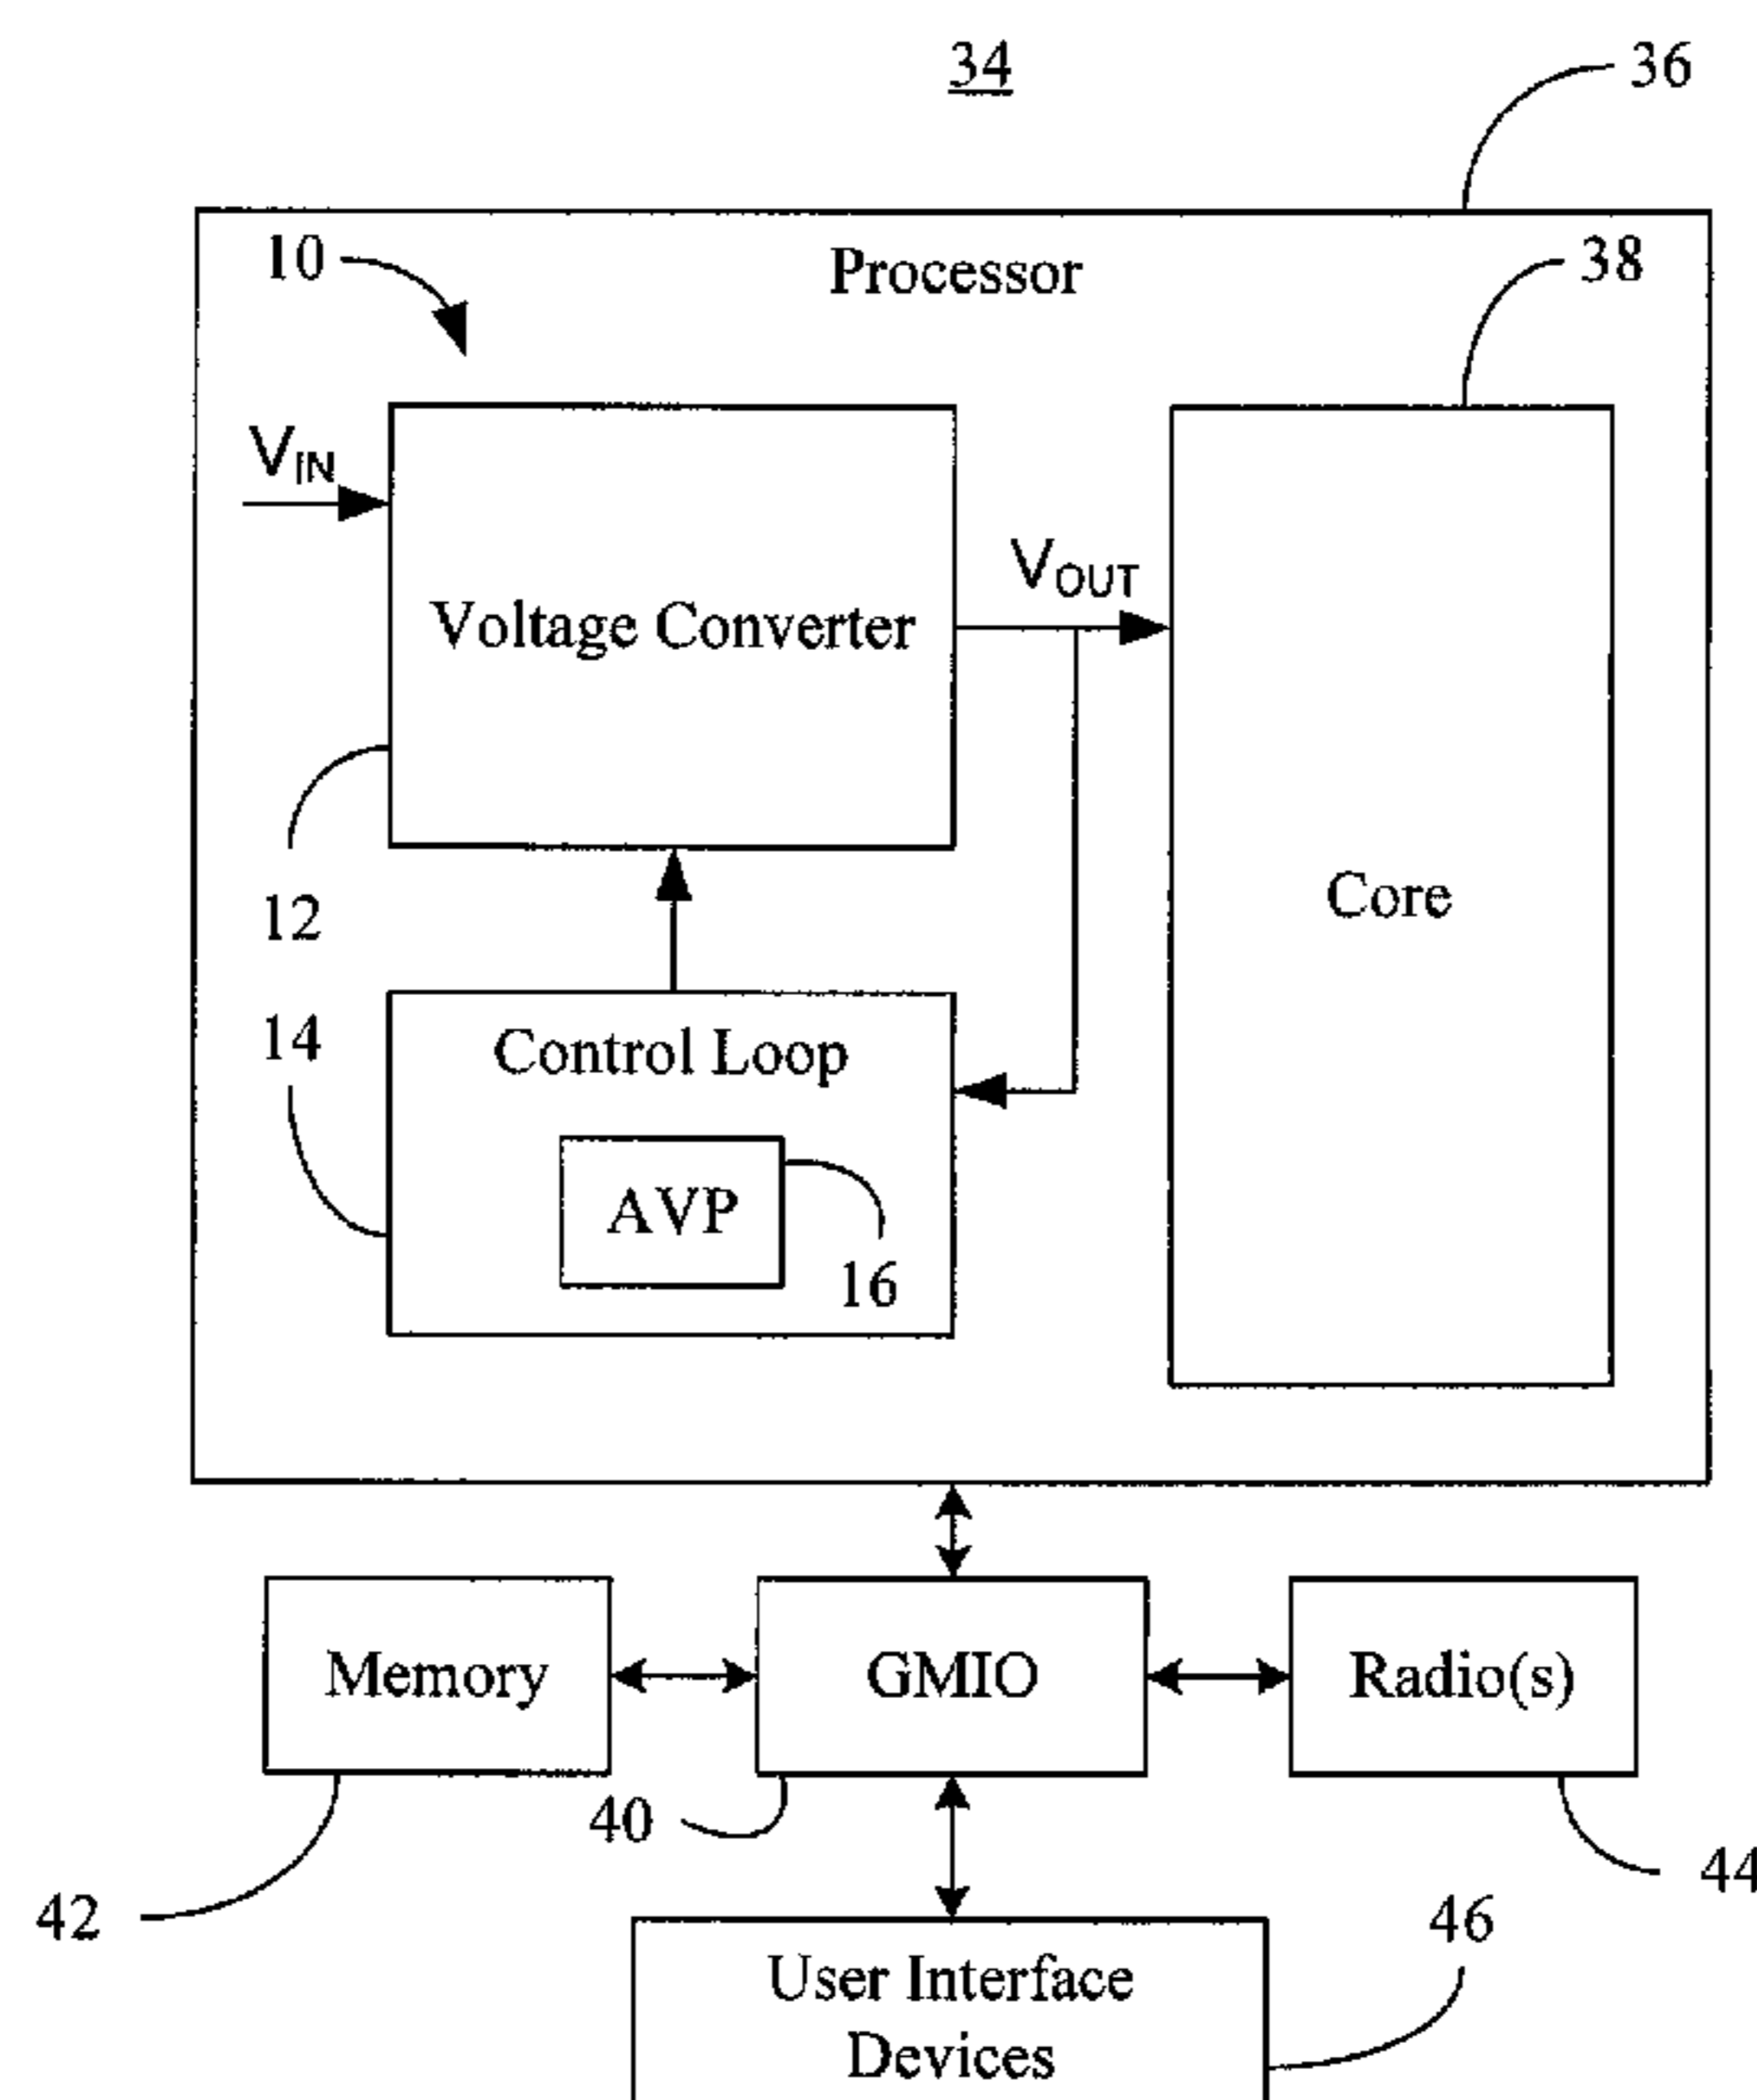 34
36
Processor
10
38
VIN
Voltage Converter
VOUT
12
Core
14
Control Loop
AVP
16
Memory
GMIO
Radio(s)
40
42
44
46
User Interface
Devices